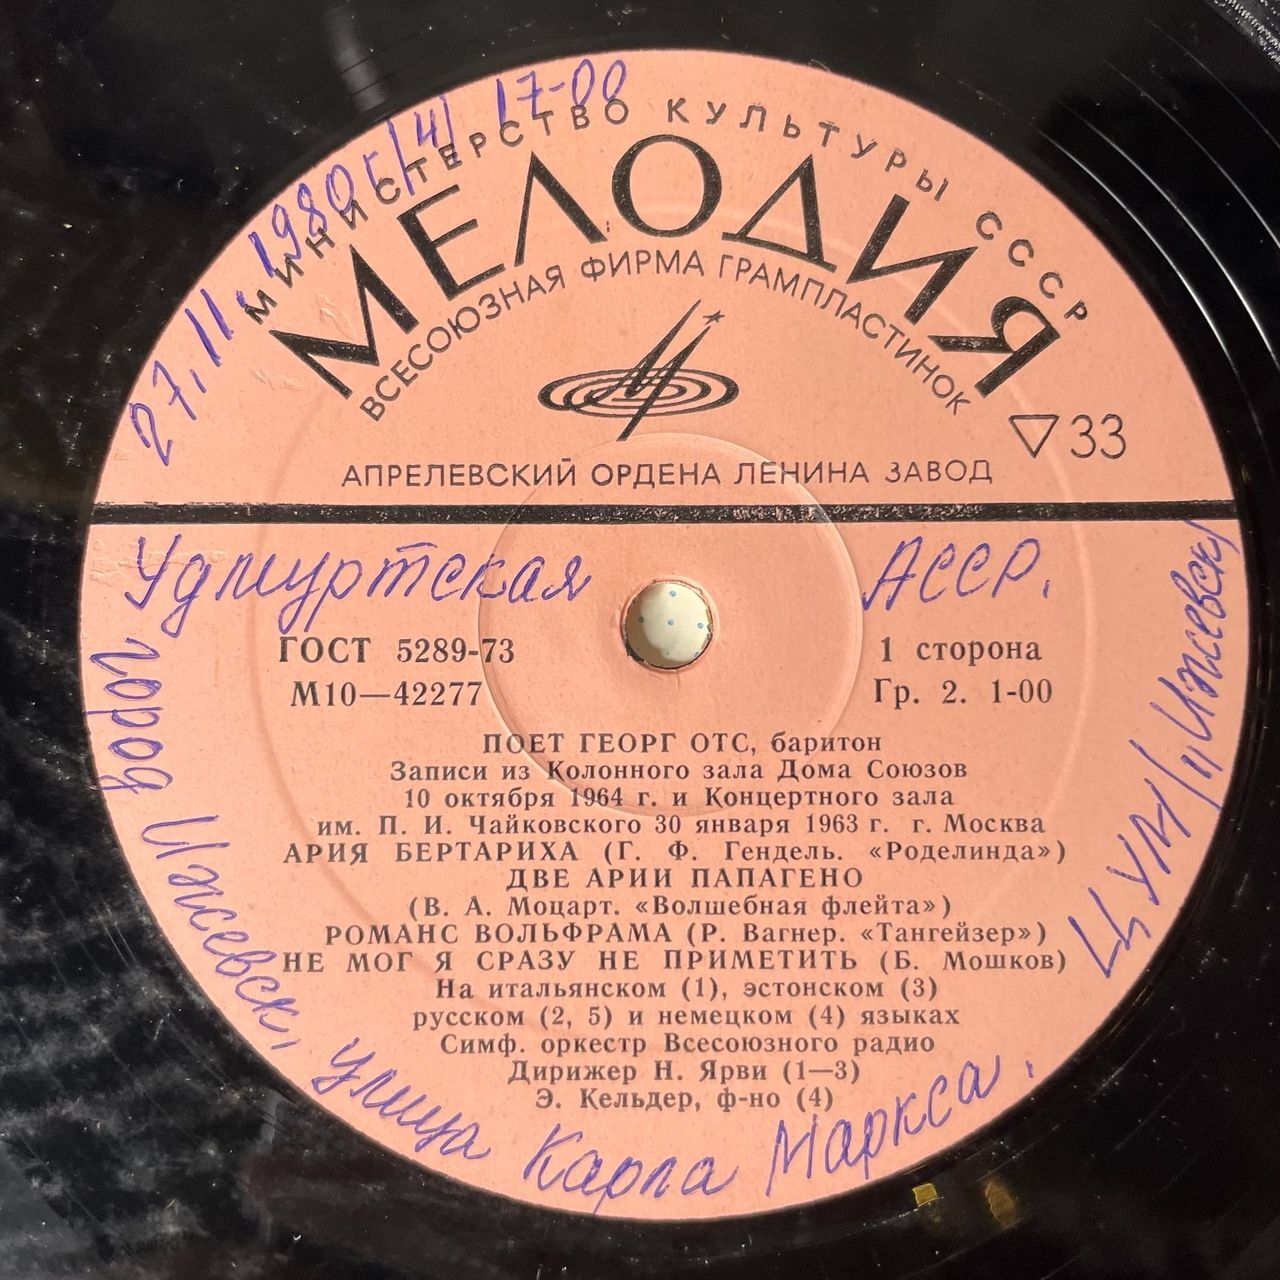 27.11.1980г/4/ 17-00
МИНИСТЕРСТВО КУЛЬТУРЫ СССР
МЕЛОДИЯ
ВСЕСОЮЗНАЯ ФИРМА ГРАМПЛАСТИНОК
33
АПРЕЛЕВСКИЙ ОРДЕНА ЛЕНИНА ЗАВОД
Удмуртская АССР.
ГОСТ 5289-73
1 сторона
М10—42277
Гр. 2. 1-00
ПОЕТ ГЕОРГ ОТС, баритон
Записи из Колонного зала Дома Союзов
10 октября 1964 г. и Концертного зала
им. П. И. Чайковского 30 января 1963 г. г. Москва
АРИЯ БЕРТАРИХА (Г. Ф. Гендель. «Роделинда»)
ДВЕ АРИИ ПАПАГЕНО
(В. А. Моцарт. «Волшебная флейта»)
РОМАНС ВОЛЬФРАМА (Р. Вагнер. «Тангейзер»)
НЕ МОГ Я СРАЗУ НЕ ПРИМЕТИТЬ (Б. Мошков)
На итальянском (1), эстонском (3)
русском (2, 5) и немецком (4) языках
Симф. оркестр Всесоюзного радио
Дирижер Н. Ярви (1—3)
Э. Кельдер, ф-но (4)
город Ижевск, улица Карла Маркса.
ЦУМ/"Ижевск/